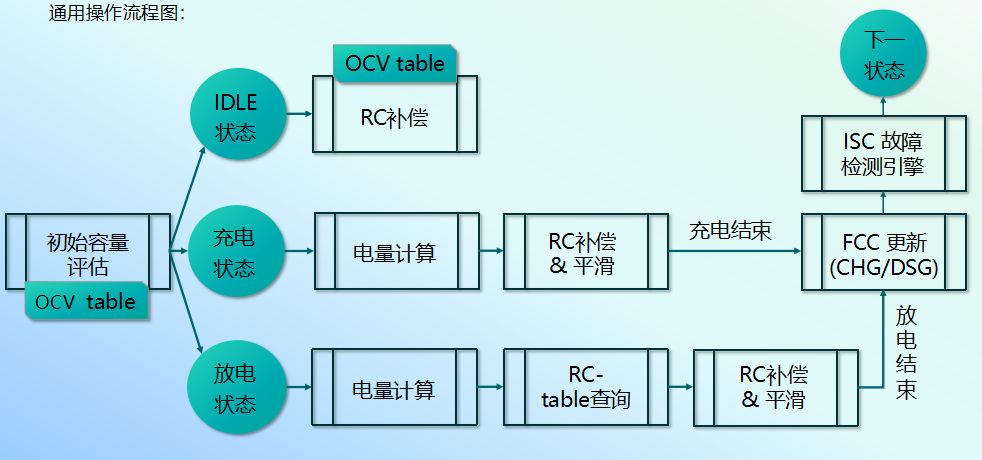 通用操作流程图:
下一
状态
OCV table
IDLE
状态
RC补偿
ISC 故障
检测引擎
初始容量
评估
OCV table
充电
状态
电量计算
RC补偿
& 平滑
充电结束
FCC 更新
(CHG/DSG)
放电
状态
电量计算
RC-
table查询
RC补偿
& 平滑
放
电
结
束